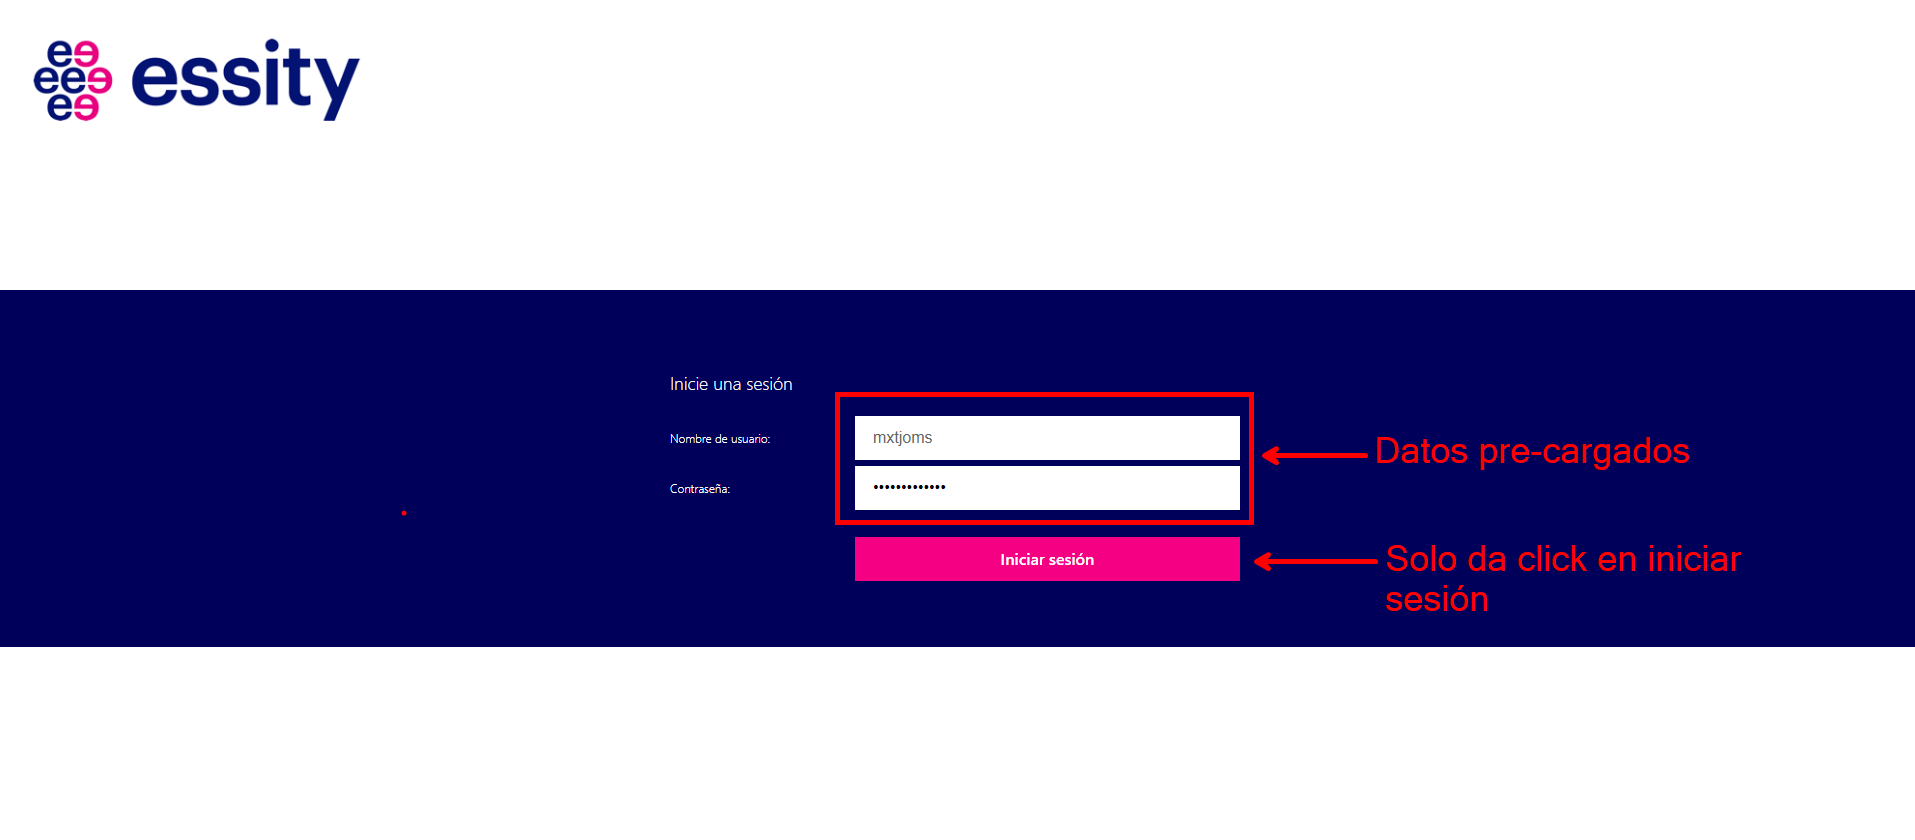 essity
Inicie una sesión
Nombre de usuario:
mxtjoms
Datos pre-cargados
Contraseña:
•••••••••••••
Iniciar sesión
Solo da click en iniciar
sesión